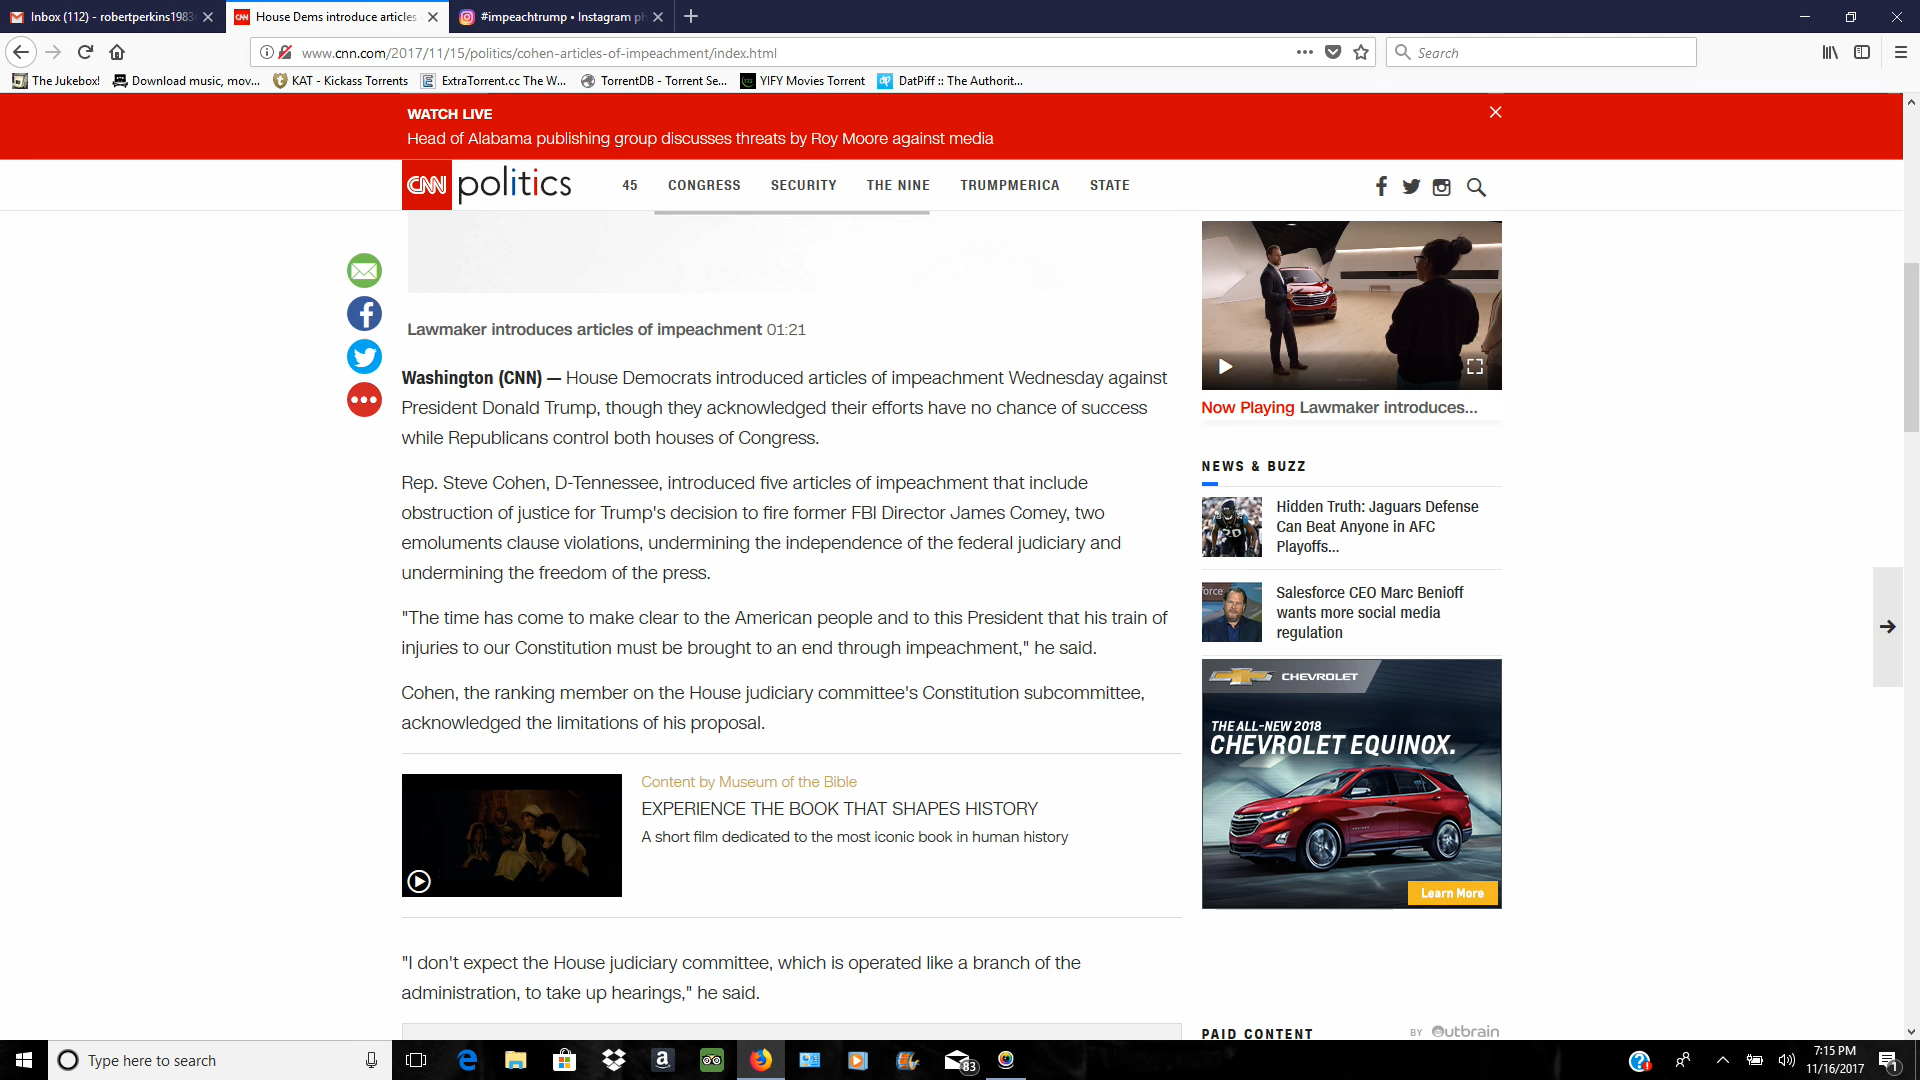 Inbox (112) - robertperkins1983
House Dems introduce articles
#impeachtrump • Instagram ph
www.cnn.com/2017/11/15/politics/cohen-articles-of-impeachment/index.html
Search
The Jukebox!
Download music, mov...
KAT - Kickass Torrents
ExtraTorrent.cc The W...
TorrentDB - Torrent Se...
YIFY Movies Torrent
DatPiff :: The Authorit...
WATCH LIVE
Head of Alabama publishing group discusses threats by Roy Moore against media
CNN politics
45 CONGRESS SECURITY THE NINE TRUMPMERICA STATE
Lawmaker introduces articles of impeachment 01:21
Washington (CNN) — House Democrats introduced articles of impeachment Wednesday against
President Donald Trump, though they acknowledged their efforts have no chance of success
while Republicans control both houses of Congress.
Rep. Steve Cohen, D-Tennessee, introduced five articles of impeachment that include
obstruction of justice for Trump's decision to fire former FBI Director James Comey, two
emoluments clause violations, undermining the independence of the federal judiciary and
undermining the freedom of the press.
"The time has come to make clear to the American people and to this President that his train of
injuries to our Constitution must be brought to an end through impeachment," he said.
Cohen, the ranking member on the House judiciary committee's Constitution subcommittee,
acknowledged the limitations of his proposal.
Content by Museum of the Bible
EXPERIENCE THE BOOK THAT SHAPES HISTORY
A short film dedicated to the most iconic book in human history
"I don't expect the House judiciary committee, which is operated like a branch of the
administration, to take up hearings," he said.
Now Playing Lawmaker introduces...
NEWS & BUZZ
Hidden Truth: Jaguars Defense
Can Beat Anyone in AFC
Playoffs...
Salesforce CEO Marc Benioff
wants more social media
regulation
CHEVROLET
THE ALL-NEW 2018
CHEVROLET EQUINOX.
Learn More
PAID CONTENT
BY Outbrain
Type here to search
83
7:15 PM
11/16/2017
1